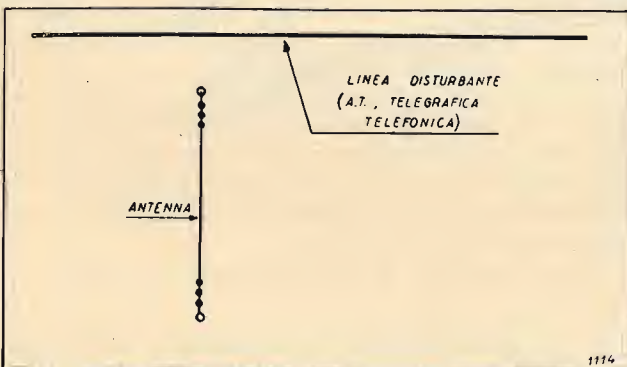 LINEA DISTURBANTE
(A.T., TELEGRAFICA
TELEFONICA)
ANTENNA
1114